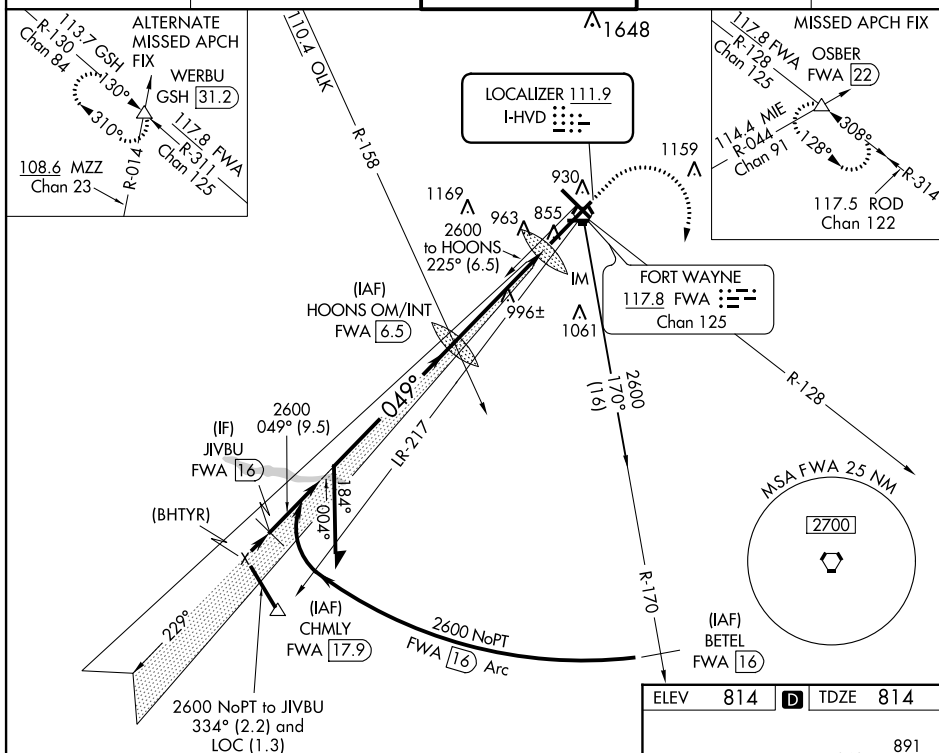 113.7 GSH
R-130
Chan 84
130°
310°
R-014
108.6 MZZ
Chan 23
ALTERNATE
MISSED APCH
FIX
WERBU
GSH 31.2
117.8 FWA
R-311
Chan 125
110.4 OLK
R-158
1648
LOCALIZER 111.9
I-HVD
MISSED APCH FIX
117.8 FWA
R-128
Chan 125
OSBER
FWA 22
114.4 MIE
R-044
Chan 91
308°
128°
R-314
117.5 ROD
Chan 122
1159
930
1169
963
855
2600
to HOONS
225° (6.5)
IM
FORT WAYNE
117.8 FWA
Chan 125
(IAF)
HOONS OM/INT
FWA 6.5
996±
1061
2600
170°
(16)
R-128
049°
LR-217
2600
049° (9.5)
(IF)
JIVBU
FWA 16
184°
004°
(BHTYR)
MSA FWA 25 NM
2700
229°
(IAF)
CHMLY
FWA 17.9
2600 NoPT
FWA 16 Arc
R-170
(IAF)
BETEL
FWA 16
2600 NoPT to JIVBU
334° (2.2) and
LOC (1.3)
ELEV 814 D TDZE 814
891